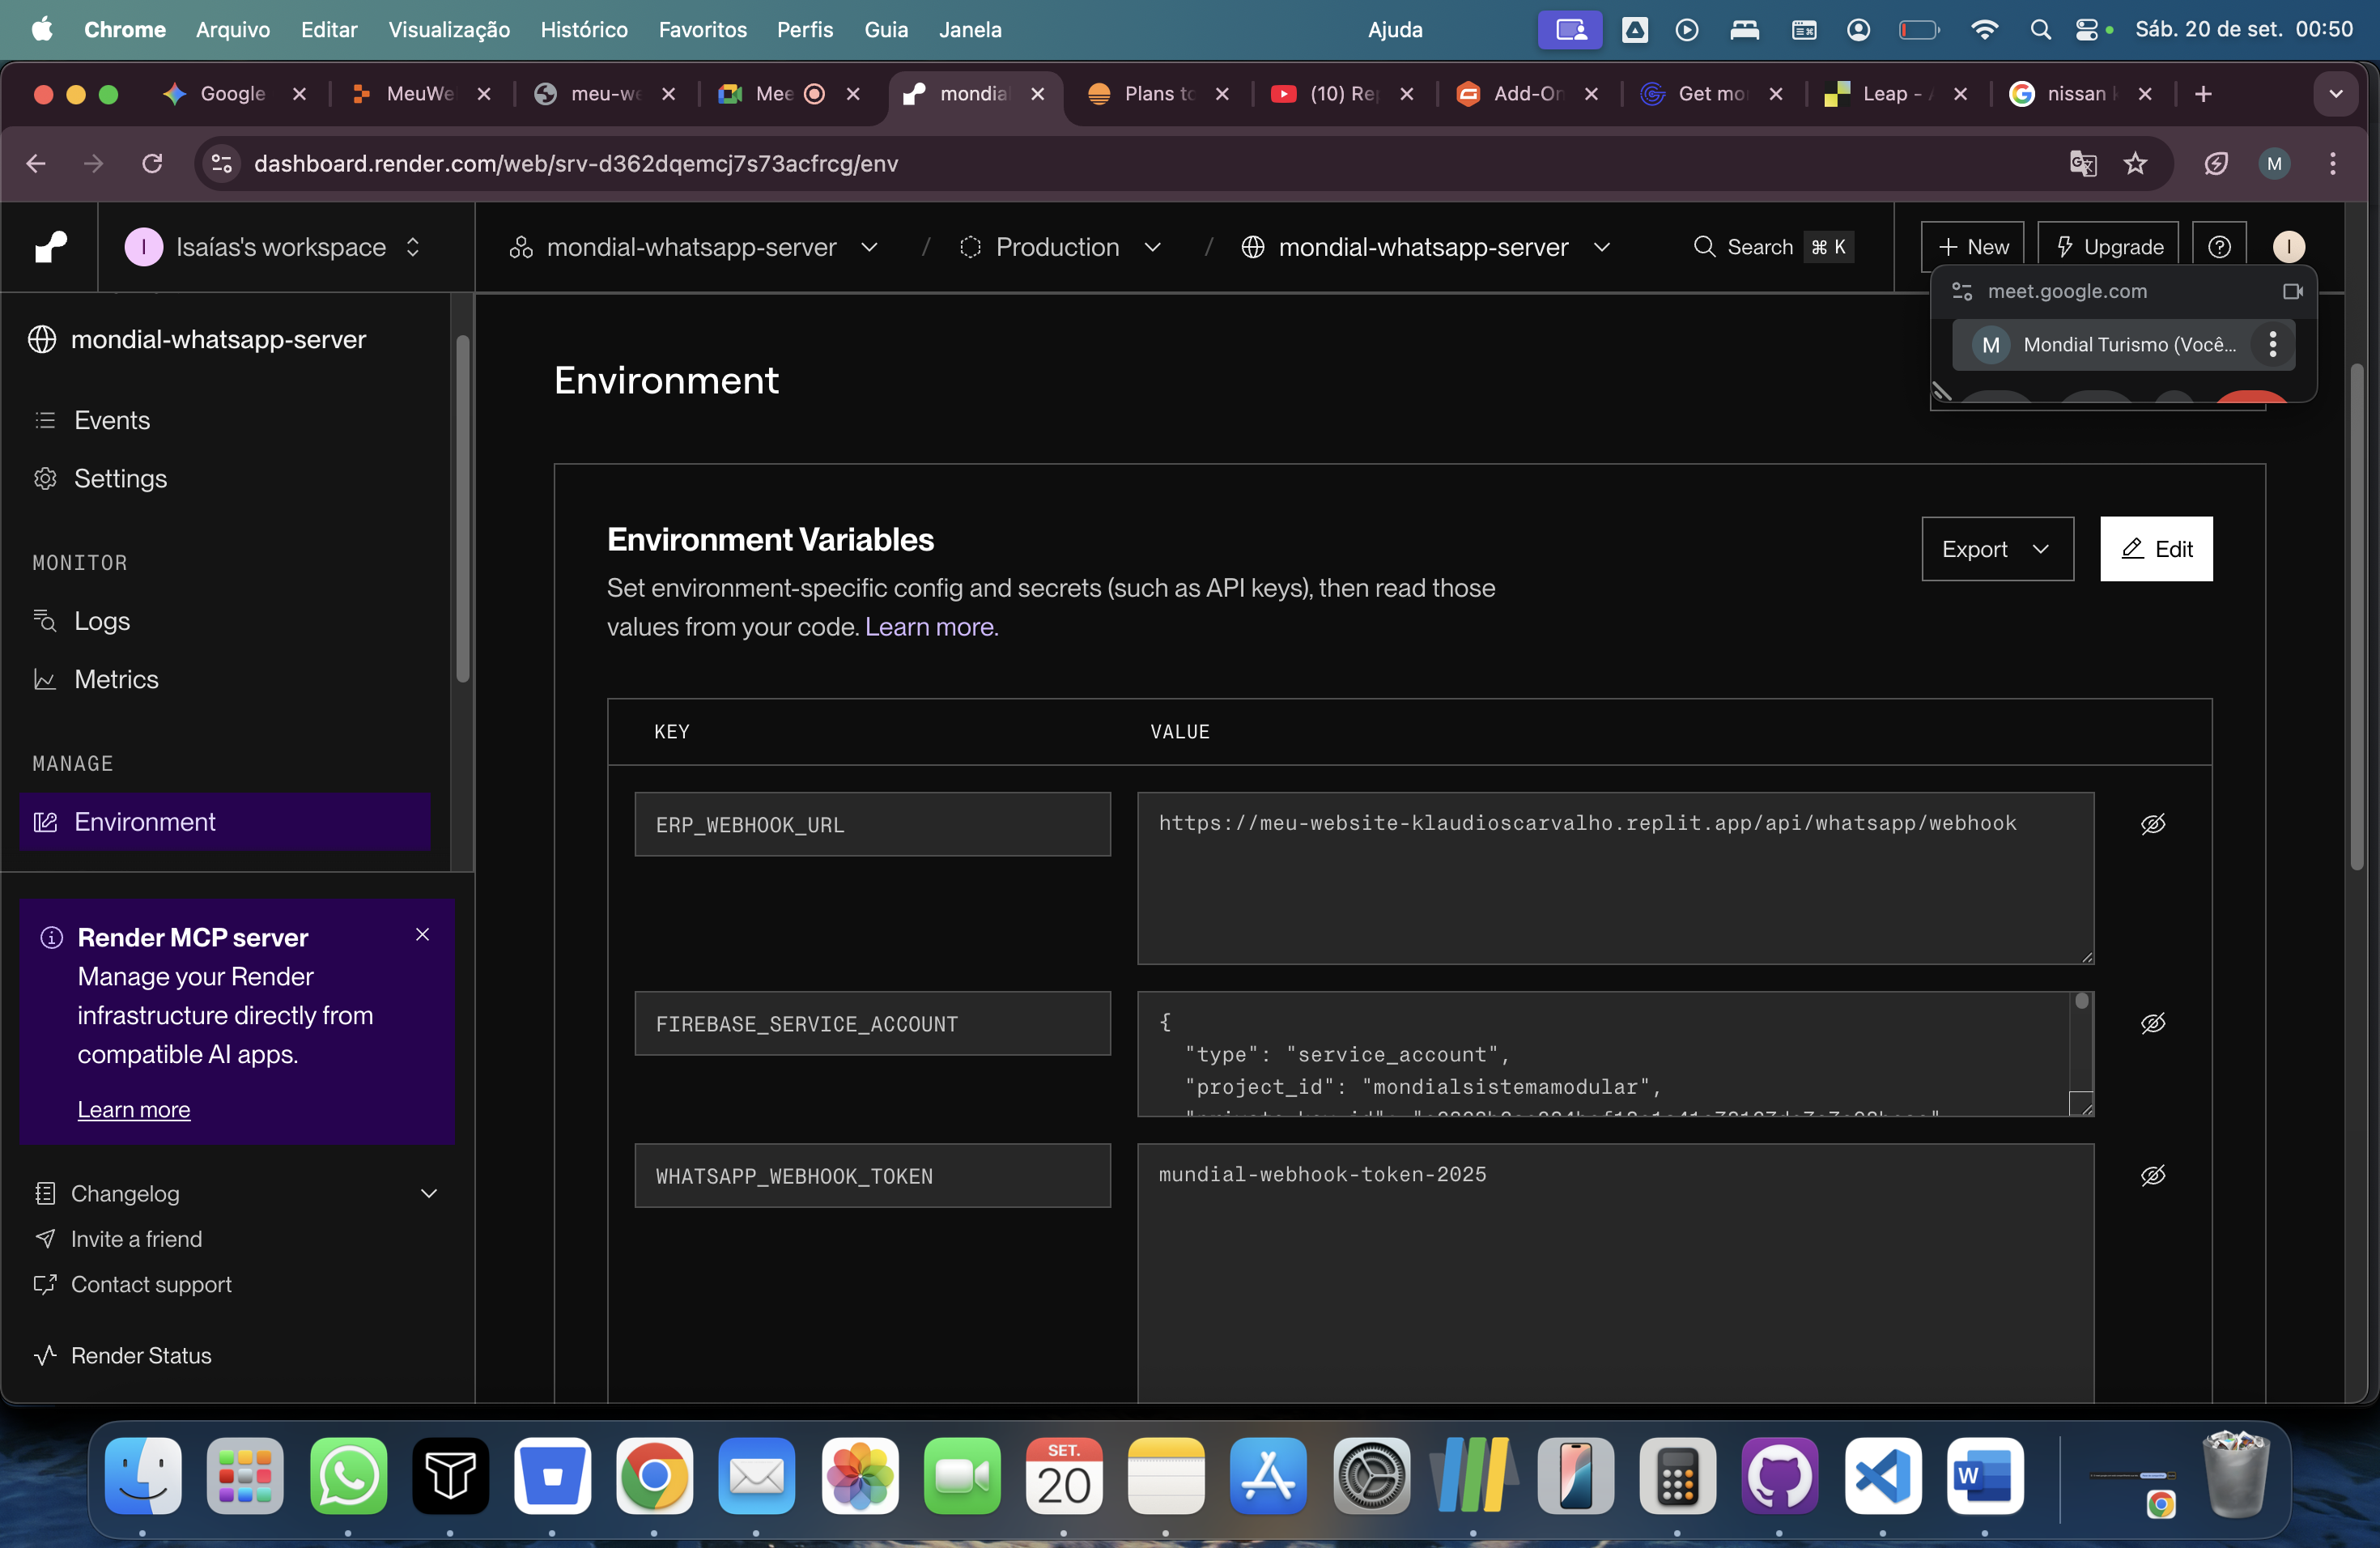 Chrome Arquivo Editar Visualização Histórico Favoritos Perfis Guia Janela Ajuda Sáb. 20 de set. 00:50
Google MeuWe meu-we Mee mondia Plans to (10) Rep Add-On Get mo Leap - nissan
dashboard.render.com/web/srv-d362dqemcj7s73acfrcg/env M
I Isaías's workspace mondial-whatsapp-server / Production / mondial-whatsapp-server Search ⌘ K + New Upgrade I
meet.google.com
M Mondial Turismo (Você...
mondial-whatsapp-server
Events
Settings
MONITOR
Logs
Metrics
MANAGE
Environment
Render MCP server
Manage your Render
infrastructure directly from
compatible AI apps.
Learn more
Changelog
Invite a friend
Contact support
Render Status
Environment
Environment Variables
Export Edit
Set environment-specific config and secrets (such as API keys), then read those
values from your code. Learn more.
KEY VALUE
ERP_WEBHOOK_URL https://meu-website-klaudioscarvalho.replit.app/api/whatsapp/webhook
FIREBASE_SERVICE_ACCOUNT {
"type": "service_account",
"project_id": "mondialsistemamodular",
WHATSAPP_WEBHOOK_TOKEN mundial-webhook-token-2025
SET.
20
W